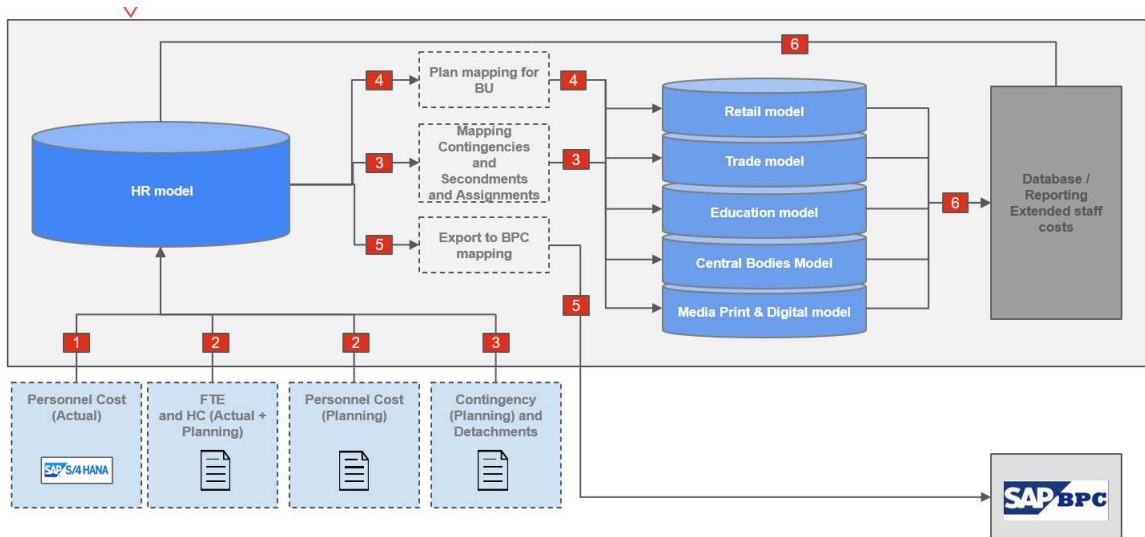 6
4
Plan mapping for
BU
4
Retail model
HR model
3
Mapping
Contingencies
and
Secondments
and Assignments
3
Trade model
Education model
Central Bodies Model
Media Print & Digital model
6
Database /
Reporting
Extended staff
costs
5
Export to BPC
mapping
5
1
2
2
3
Personnel Cost
(Actual)
SAP S/4HANA
FTE
and HC (Actual +
Planning)
Personnel Cost
(Planning)
Contingency
(Planning) and
Detachments
SAP BPC